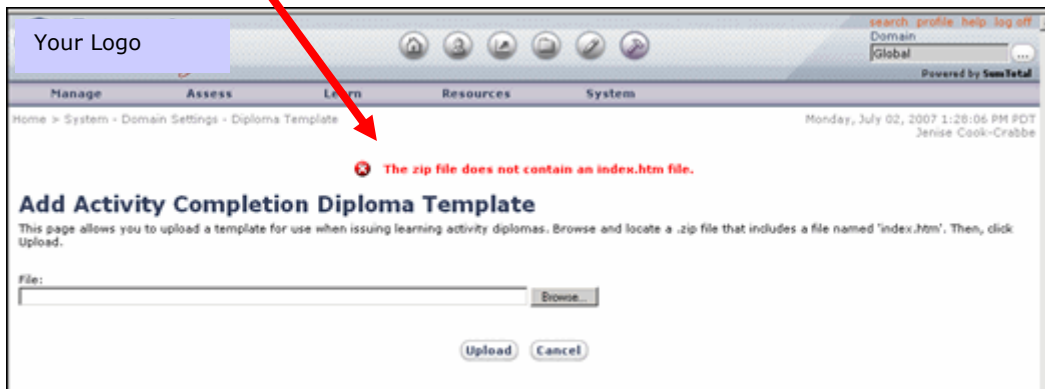 search profile help log off
Your Logo
Domain
Global
...
Powered by SumTotal
Manage Assess Learn Resources System
Home > System - Domain Settings - Diploma Template
Monday, July 02, 2007 1:28:06 PM PDT
Jenise Cook-Crabbe
The zip file does not contain an index.htm file.
Add Activity Completion Diploma Template
This page allows you to upload a template for use when issuing learning activity diplomas. Browse and locate a .zip file that includes a file named 'index.htm'. Then, click
Upload.
File:
Browse...
Upload Cancel